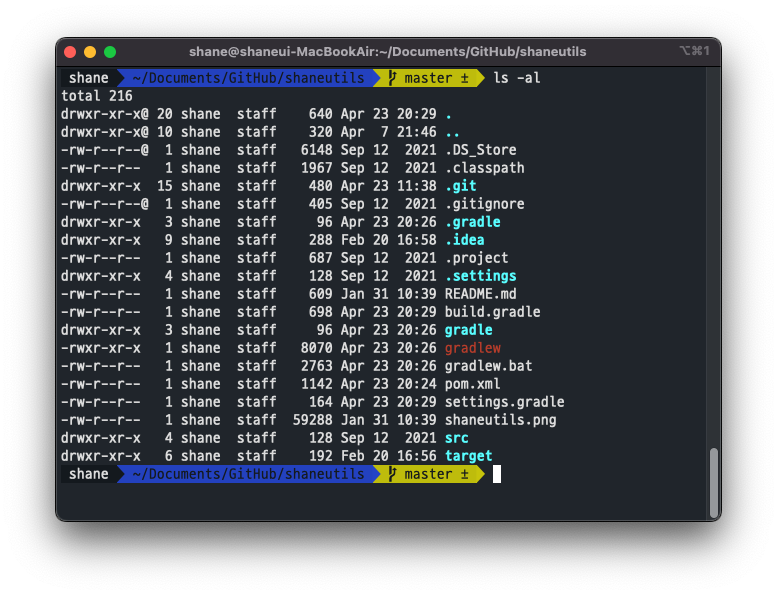 shane@shaneui-MacBookAir:~/Documents/GitHub/shaneutils ⌥⌘1
shane ~/Documents/GitHub/shaneutils master ± ls -al
total 216
drwxr-xr-x@ 20 shane  staff    640 Apr 23 20:29 .
drwxr-xr-x@ 10 shane  staff    320 Apr  7 21:46 ..
-rw-r--r--@  1 shane  staff   6148 Sep 12  2021 .DS_Store
-rw-r--r--   1 shane  staff   1967 Sep 12  2021 .classpath
drwxr-xr-x  15 shane  staff    480 Apr 23 11:38 .git
-rw-r--r--@  1 shane  staff    405 Sep 12  2021 .gitignore
drwxr-xr-x   3 shane  staff     96 Apr 23 20:26 .gradle
drwxr-xr-x   9 shane  staff    288 Feb 20 16:58 .idea
-rw-r--r--   1 shane  staff    687 Sep 12  2021 .project
drwxr-xr-x   4 shane  staff    128 Sep 12  2021 .settings
-rw-r--r--   1 shane  staff    609 Jan 31 10:39 README.md
-rw-r--r--   1 shane  staff    698 Apr 23 20:29 build.gradle
drwxr-xr-x   3 shane  staff     96 Apr 23 20:26 gradle
-rwxr-xr-x   1 shane  staff   8070 Apr 23 20:26 gradlew
-rw-r--r--   1 shane  staff   2763 Apr 23 20:26 gradlew.bat
-rw-r--r--   1 shane  staff   1142 Apr 23 20:24 pom.xml
-rw-r--r--   1 shane  staff    164 Apr 23 20:29 settings.gradle
-rw-r--r--   1 shane  staff  59288 Jan 31 10:39 shaneutils.png
drwxr-xr-x   4 shane  staff    128 Sep 12  2021 src
drwxr-xr-x   6 shane  staff    192 Feb 20 16:56 target
shane ~/Documents/GitHub/shaneutils master ±